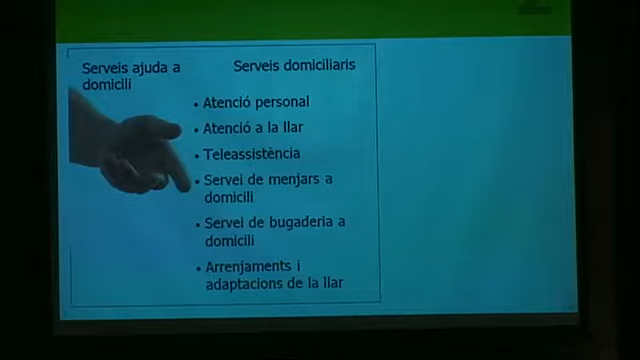 Serveis ajuda a
domicili
Serveis domiciliaris
• Atenció personal
• Atenció a la llar
• Teleassistència
• Servei de menjars a
domicili
• Servei de bugaderia a
domicili
• Arrenjaments i
adaptacions de la llar